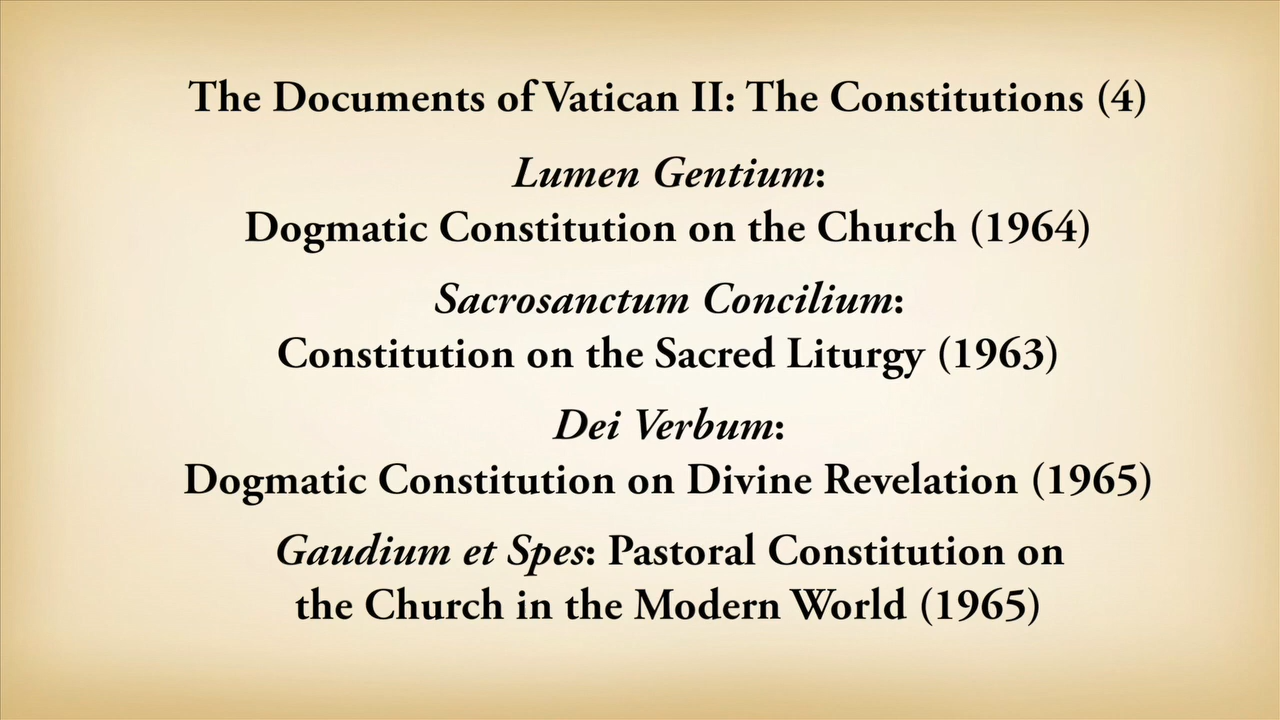 The Documents of Vatican II: The Constitutions (4)
Lumen Gentium:
Dogmatic Constitution on the Church (1964)
Sacrosanctum Concilium:
Constitution on the Sacred Liturgy (1963)
Dei Verbum:
Dogmatic Constitution on Divine Revelation (1965)
Gaudium et Spes: Pastoral Constitution on
the Church in the Modern World (1965)